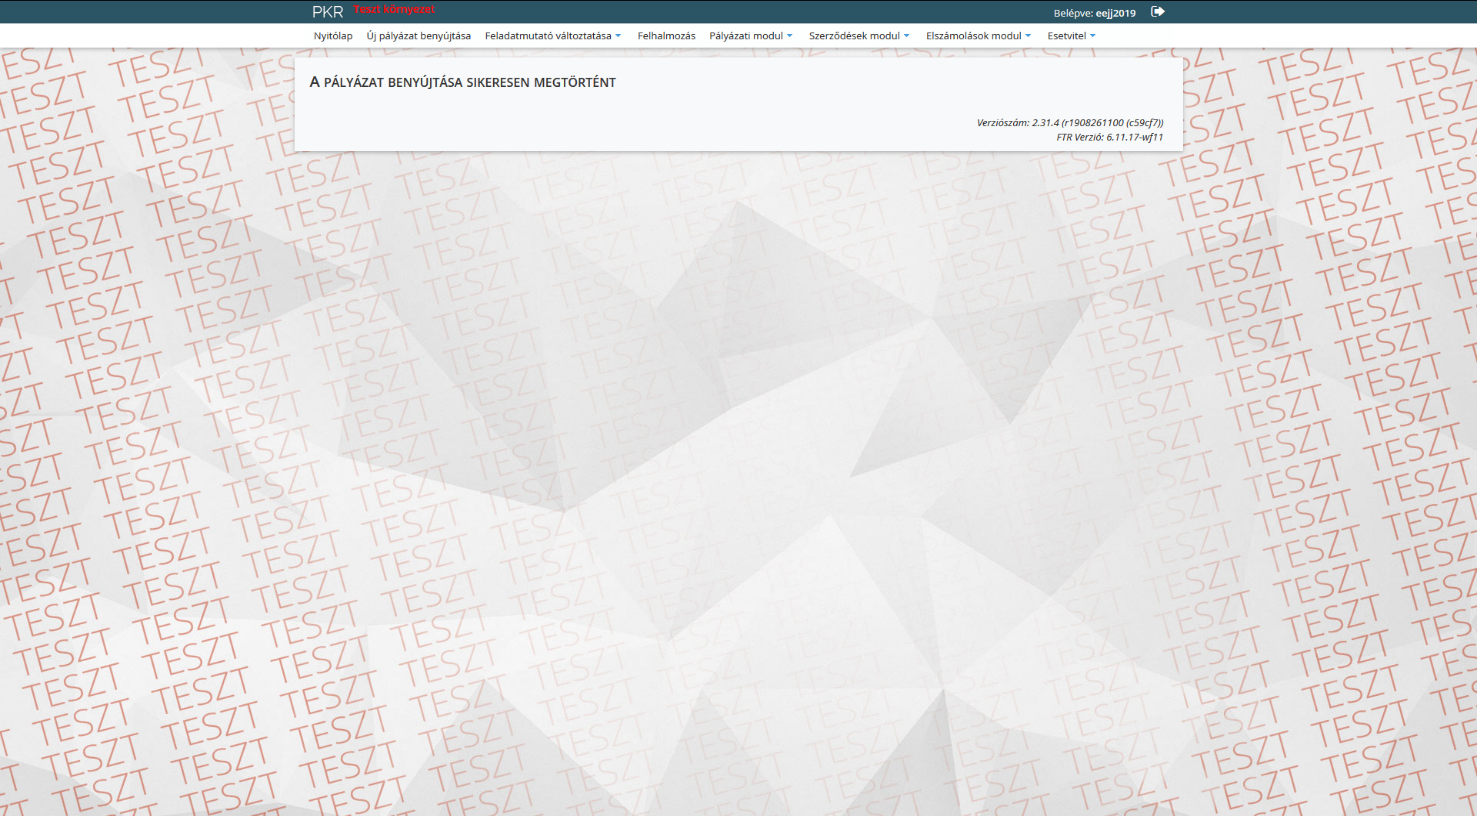 PKR Teszt környezet Belépve: eejj2019
Nyitólap Új pályázat benyújtása Feladatmutató változtatása Felhalmozás Pályázati modul Szerződések modul Elszámolások modul Esetvitel
A PÁLYÁZAT BENYÚJTÁSA SIKERESEN MEGTÖRTÉNT
Verziószám: 2.31.4 (r1908261100 (c59cf7))
FTR Verzió: 6.11.17-wf11
TESZT